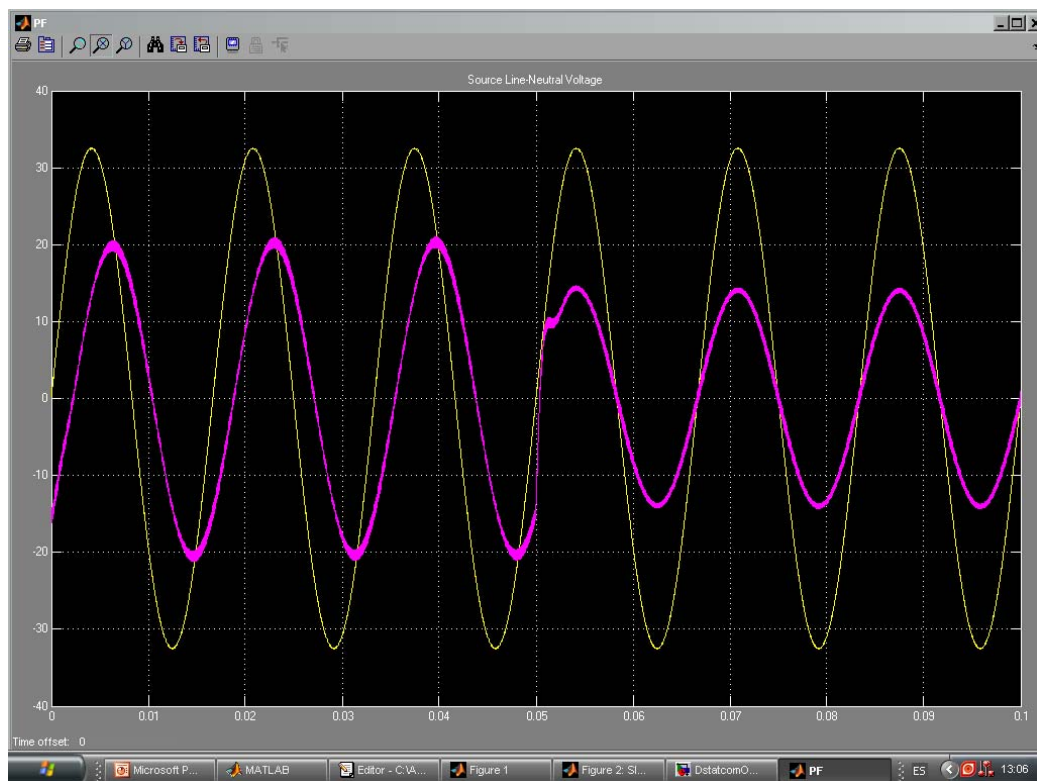 PF
Source Line-Neutral Voltage
40
30
20
10
0
-10
-20
-30
-40
0 0.01 0.02 0.03 0.04 0.05 0.06 0.07 0.08 0.09 0.1
Time offset: 0
Microsoft P... MATLAB Editor - C:\A... Figure 1 Figure 2: SI... DstatcomO... PF ES 13:06